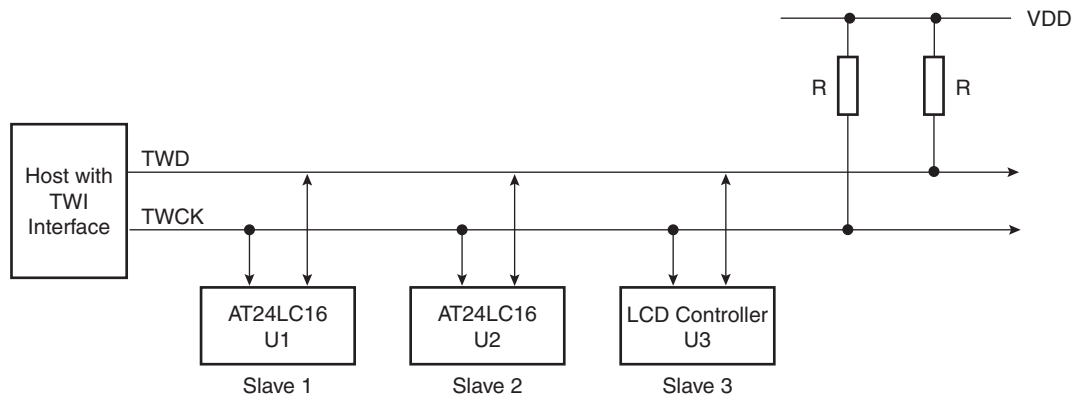 VDD
R
R
Host with
TWI
Interface
TWD
TWCK
AT24LC16
U1
AT24LC16
U2
LCD Controller
U3
Slave 1
Slave 2
Slave 3